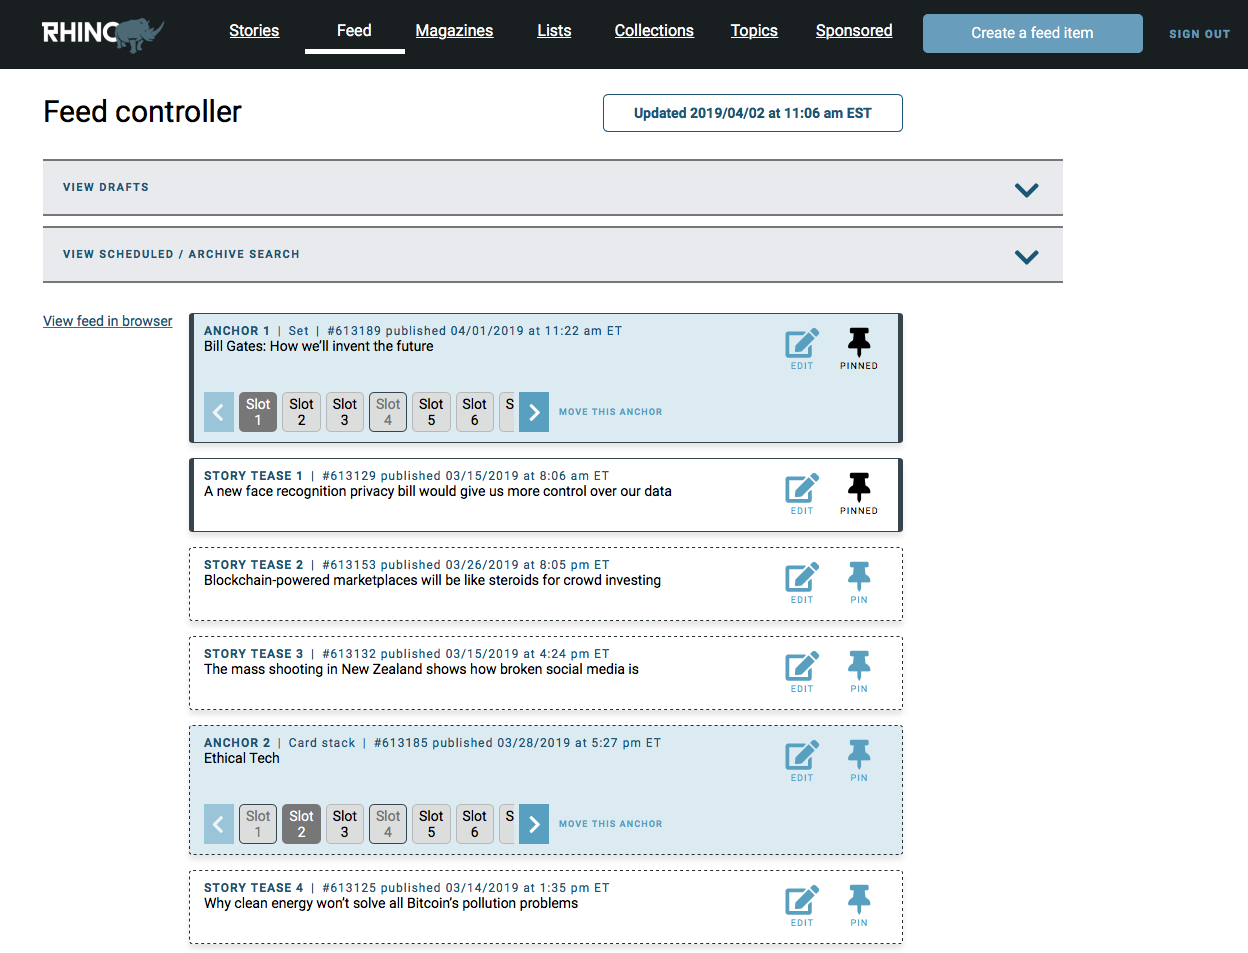 RHINO
Stories
Feed
Magazines
Lists
Collections
Topics
Sponsored
Create a feed item
SIGN OUT
Feed controller
Updated 2019/04/02 at 11:06 am EST
VIEW DRAFTS
VIEW SCHEDULED / ARCHIVE SEARCH
View feed in browser
ANCHOR 1 | Set | #613189 published 04/01/2019 at 11:22 am ET
Bill Gates: How we’ll invent the future
EDIT
PINNED
Slot 1
Slot 2
Slot 3
Slot 4
Slot 5
Slot 6
S
MOVE THIS ANCHOR
STORY TEASE 1 | #613129 published 03/15/2019 at 8:06 am ET
A new face recognition privacy bill would give us more control over our data
EDIT
PINNED
STORY TEASE 2 | #613153 published 03/26/2019 at 8:05 pm ET
Blockchain-powered marketplaces will be like steroids for crowd investing
EDIT
PIN
STORY TEASE 3 | #613132 published 03/15/2019 at 4:24 pm ET
The mass shooting in New Zealand shows how broken social media is
EDIT
PIN
ANCHOR 2 | Card stack | #613185 published 03/28/2019 at 5:27 pm ET
Ethical Tech
EDIT
PIN
Slot 1
Slot 2
Slot 3
Slot 4
Slot 5
Slot 6
S
MOVE THIS ANCHOR
STORY TEASE 4 | #613125 published 03/14/2019 at 1:35 pm ET
Why clean energy won’t solve all Bitcoin’s pollution problems
EDIT
PIN